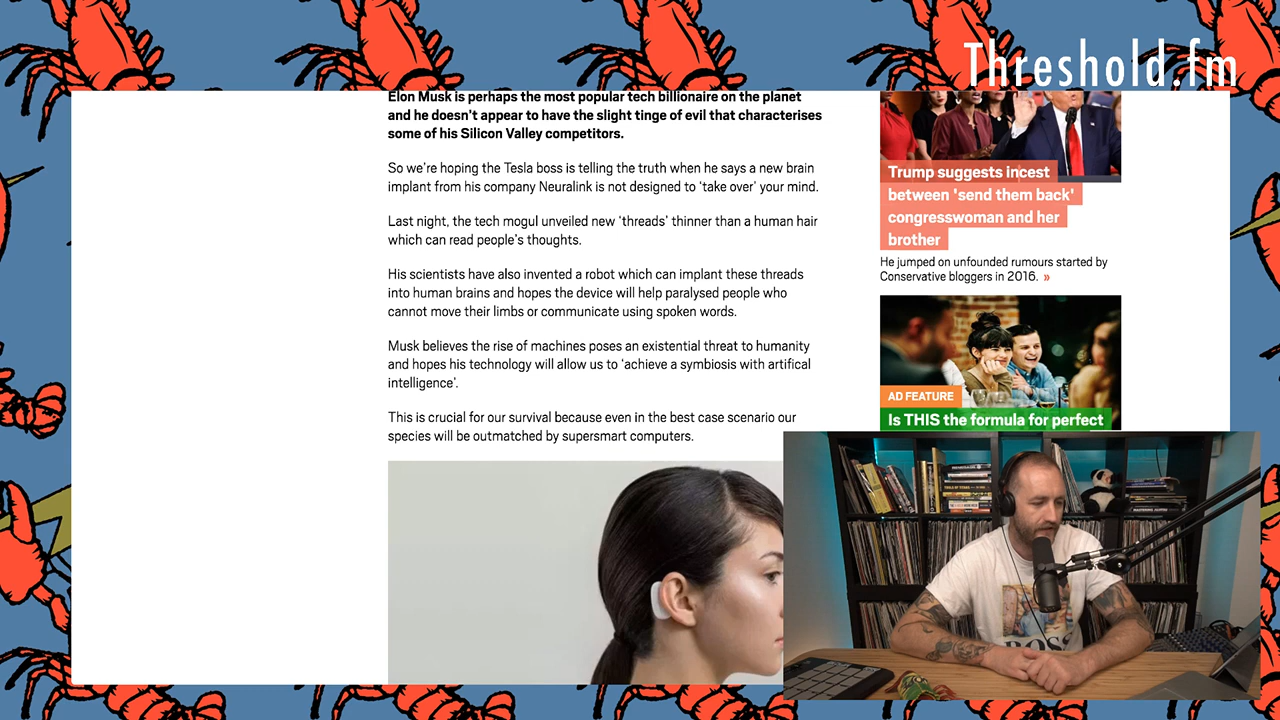 Threshold.fm
Elon Musk is perhaps the most popular tech billionaire on the planet
and he doesn't appear to have the slight tinge of evil that characterises
some of his Silicon Valley competitors.
So we're hoping the Tesla boss is telling the truth when he says a new brain
implant from his company Neuralink is not designed to 'take over' your mind.
Last night, the tech mogul unveiled new 'threads' thinner than a human hair
which can read people's thoughts.
His scientists have also invented a robot which can implant these threads
into human brains and hopes the device will help paralysed people who
cannot move their limbs or communicate using spoken words.
Musk believes the rise of machines poses an existential threat to humanity
and hopes his technology will allow us to 'achieve a symbiosis with artifical
intelligence'.
This is crucial for our survival because even in the best case scenario our
species will be outmatched by supersmart computers.
Trump suggests incest
between 'send them back'
congresswoman and her
brother
He jumped on unfounded rumours started by
Conservative bloggers in 2016. »
AD FEATURE
Is THIS the formula for perfect